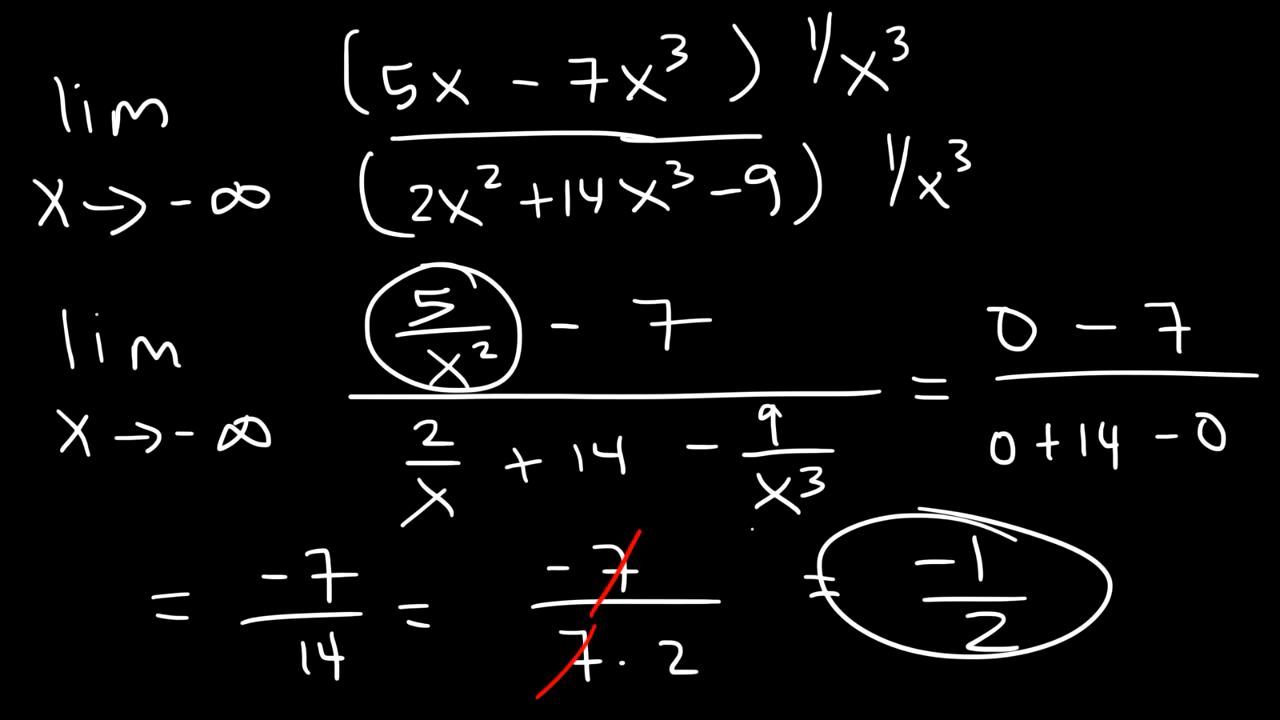 lim x→-∞ (5x - 7x³) 1/x³ / (2x² + 14x³ - 9) 1/x³
lim x→-∞ (5/x² - 7) / (2/x + 14 - 9/x³) = (0 - 7) / (0 + 14 - 0)
= -7/14 = -7/(7 · 2) = -1/2